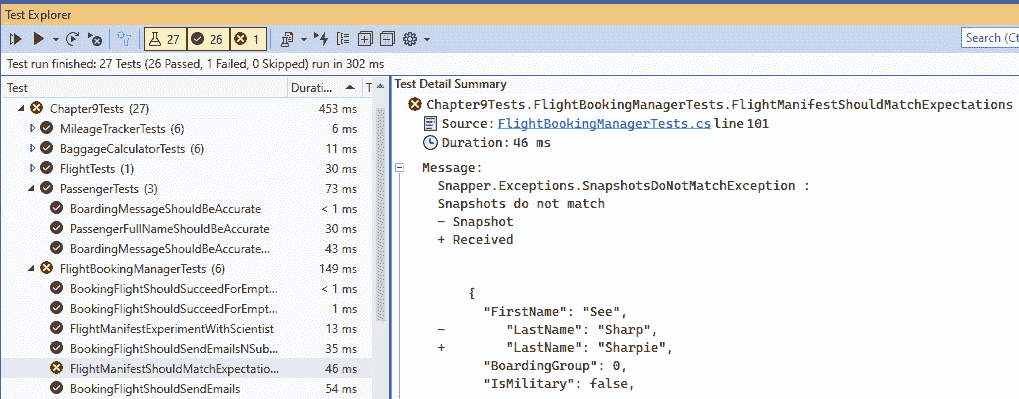 Test Explorer
27 26 1
Search (Ct
Test run finished: 27 Tests (26 Passed, 1 Failed, 0 Skipped) run in 302 ms
Test Durati... T
Chapter9Tests (27) 453 ms
MileageTrackerTests (6) 6 ms
BaggageCalculatorTests (6) 11 ms
FlightTests (1) 30 ms
PassengerTests (3) 73 ms
BoardingMessageShouldBeAccurate < 1 ms
PassengerFullNameShouldBeAccurate 30 ms
BoardingMessageShouldBeAccurate... 43 ms
FlightBookingManagerTests (6) 149 ms
BookingFlightShouldSucceedForEmpt... < 1 ms
BookingFlightShouldSucceedForEmpt... 1 ms
FlightManifestExperimentWithScientist 13 ms
BookingFlightShouldSendEmailsNSub... 35 ms
FlightManifestShouldMatchExpectatio... 46 ms
BookingFlightShouldSendEmails 54 ms
Test Detail Summary
Chapter9Tests.FlightBookingManagerTests.FlightManifestShouldMatchExpectations
Source: FlightBookingManagerTests.cs line 101
Duration: 46 ms
Message:
Snapper.Exceptions.SnapshotsDoNotMatchException :
Snapshots do not match
- Snapshot
+ Received
{
"FirstName": "See",
- "LastName": "Sharp",
+ "LastName": "Sharpie",
"BoardingGroup": 0,
"IsMilitary": false,